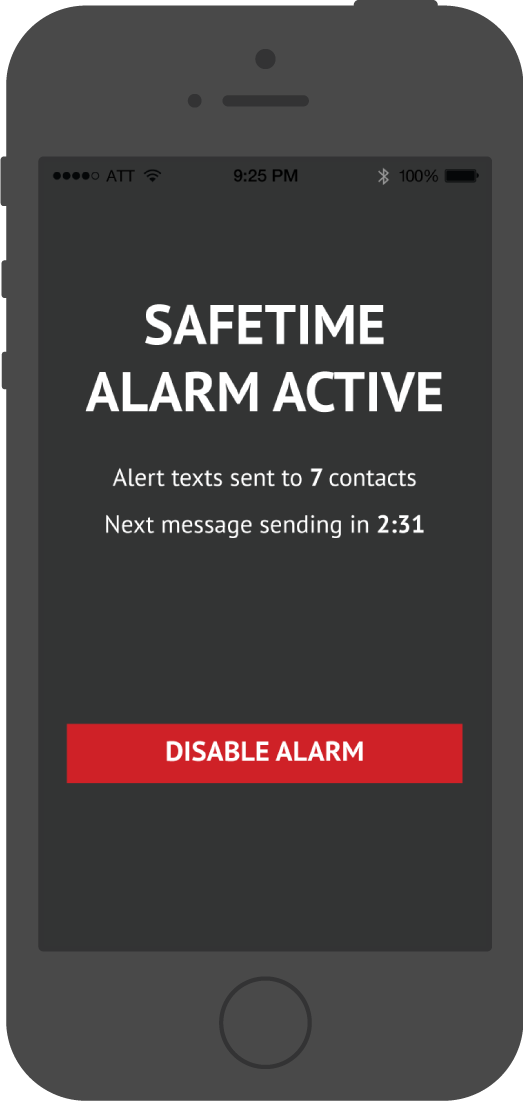 ATT 9:25 PM 100%
SAFETIME
ALARM ACTIVE
Alert texts sent to 7 contacts
Next message sending in 2:31
DISABLE ALARM